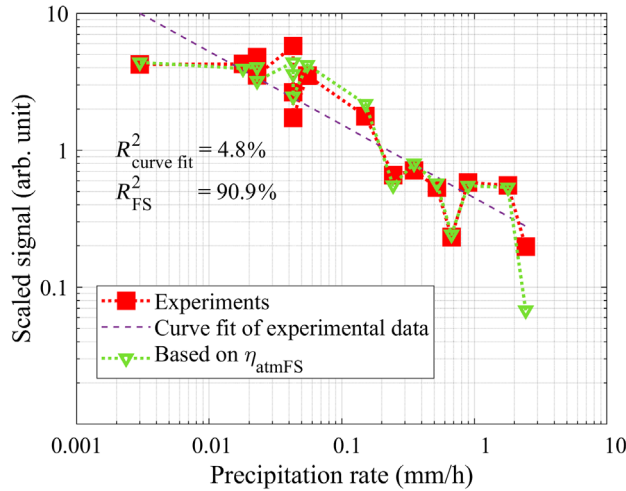 10
1
0.1
Scaled signal (arb. unit)
R²curve fit = 4.8%
R²FS = 90.9%
Experiments
Curve fit of experimental data
Based on ηatmFS
0.001
0.01
0.1
1
10
Precipitation rate (mm/h)